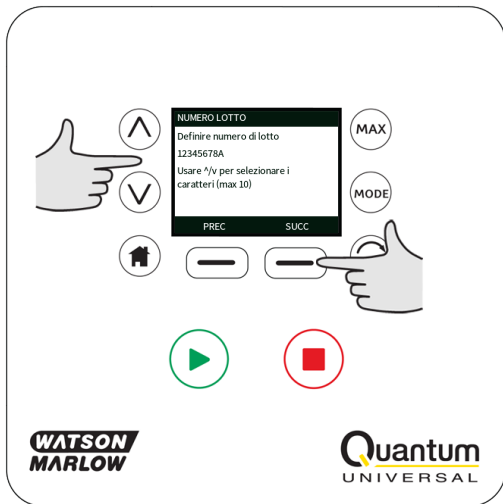 NUMERO LOTTO
Definire numero di lotto
12345678A
Usare ^/v per selezionare i
caratteri (max 10)
PREC SUCC
MAX
MODE
WATSON
MARLOW
Quantum
UNIVERSAL